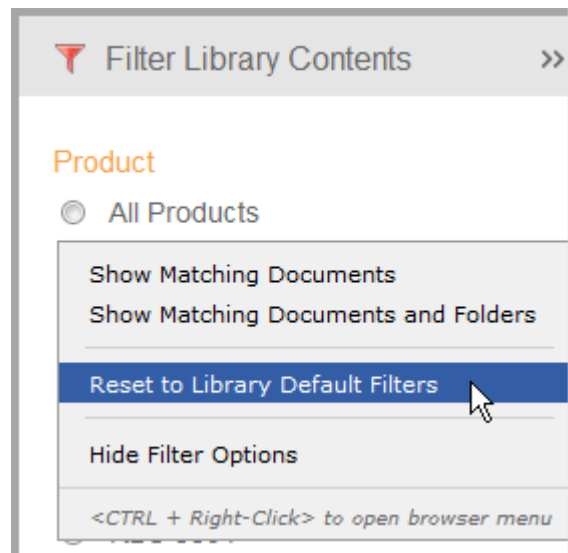 Filter Library Contents »
Product
All Products
Show Matching Documents
Show Matching Documents and Folders
Reset to Library Default Filters
Hide Filter Options
<CTRL + Right-Click> to open browser menu